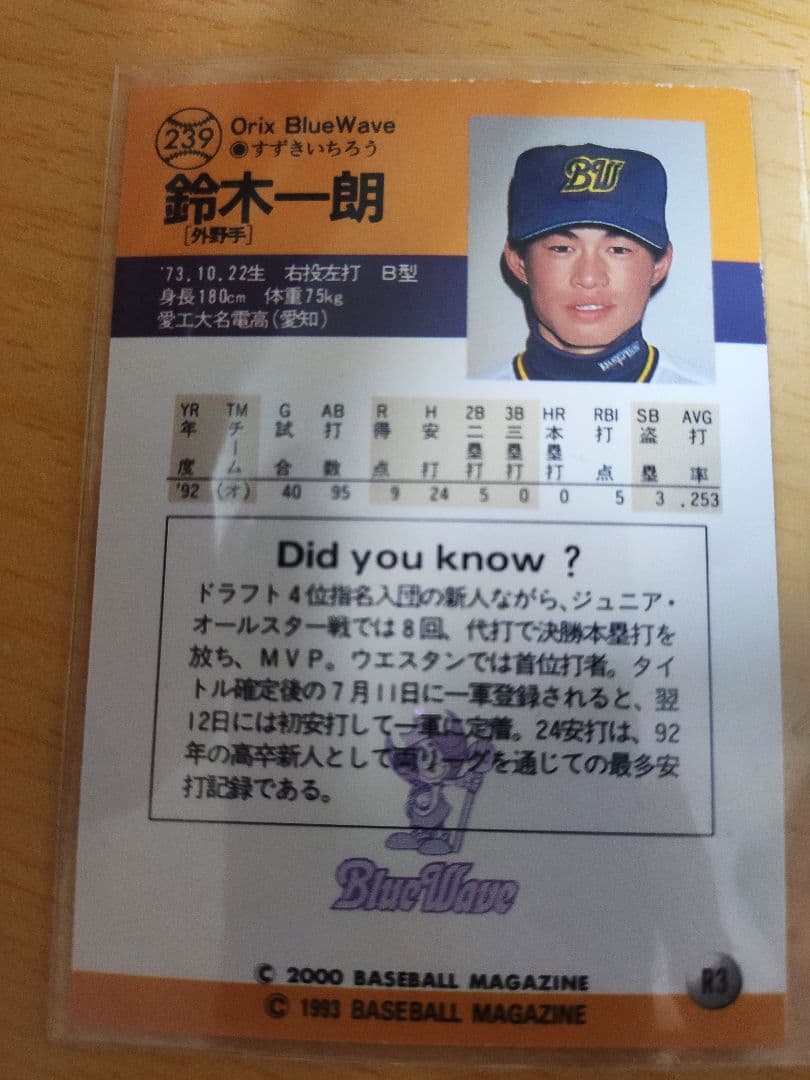 239
Orix BlueWave
●すずきいちろう
鈴木一朗
[外野手]
BW
'73.10.22生 右投左打 B型
身長180cm 体重75kg
愛工大名電高(愛知)
YR TM G AB R H 2B 3B HR RBI SB AVG
年度 チーム 試合 打数 得点 安打 二塁打 三塁打 本塁打 打点 盗塁 打率
'92 (オ) 40 95 9 24 5 0 0 5 3 .253
Did you know ?
ドラフト4位指名入団の新人ながら、ジュニア・
オールスター戦では8回、代打で決勝本塁打を
放ち、MVP。ウエスタンでは首位打者。タイ
トル確定後の7月11日に一軍登録されると、翌
12日には初安打して一軍に定着。24安打は、92
年の高卒新人として両リーグを通じての最多安
打記録である。
BlueWave
© 2000 BASEBALL MAGAZINE
© 1993 BASEBALL MAGAZINE
R3